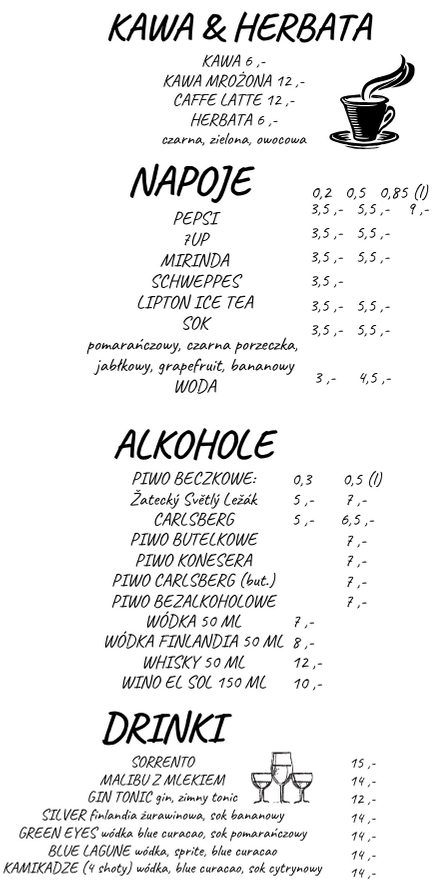 KAWA & HERBATA
KAWA 6 ,-
KAWA MROŻONA 12 ,-
CAFFE LATTE 12 ,-
HERBATA 6 ,-
czarna, zielona, owocowa
NAPOJE 0,2 0,5 0,85 (l)
PEPSI 3,5 ,- 5,5 ,- 9 ,-
7UP 3,5 ,- 5,5 ,-
MIRINDA 3,5 ,- 5,5 ,-
SCHWEPPES 3,5 ,-
LIPTON ICE TEA 3,5 ,- 5,5 ,-
SOK 3,5 ,- 5,5 ,-
pomarańczowy, czarna porzeczka,
jabłkowy, grapefruit, bananowy
WODA 3 ,- 4,5 ,-
ALKOHOLE
PIWO BECZKOWE: 0,3 0,5 (l)
Žatecký Světlý Ležák 5 ,- 7 ,-
CARLSBERG 5 ,- 6,5 ,-
PIWO BUTELKOWE 7 ,-
PIWO KONESERA 7 ,-
PIWO CARLSBERG (but.) 7 ,-
PIWO BEZALKOHOLOWE 7 ,-
WÓDKA 50 ML 7 ,-
WÓDKA FINLANDIA 50 ML 8 ,-
WHISKY 50 ML 12 ,-
WINO EL SOL 150 ML 10 ,-
DRINKI
SORRENTO 15 ,-
MALIBU Z MLEKIEM 14 ,-
GIN TONIC gin, zimny tonic 12 ,-
SILVER finlandia żurawinowa, sok bananowy 14 ,-
GREEN EYES wódka blue curacao, sok pomarańczowy 14 ,-
BLUE LAGUNE wódka, sprite, blue curacao 14 ,-
KAMIKADZE (4 shoty) wódka, blue curacao, sok cytrynowy 14 ,-